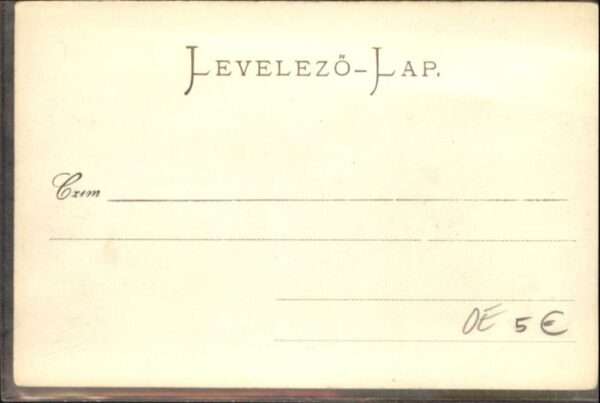 LEVELEZŐ-LAP.
Czim
OE 5 €